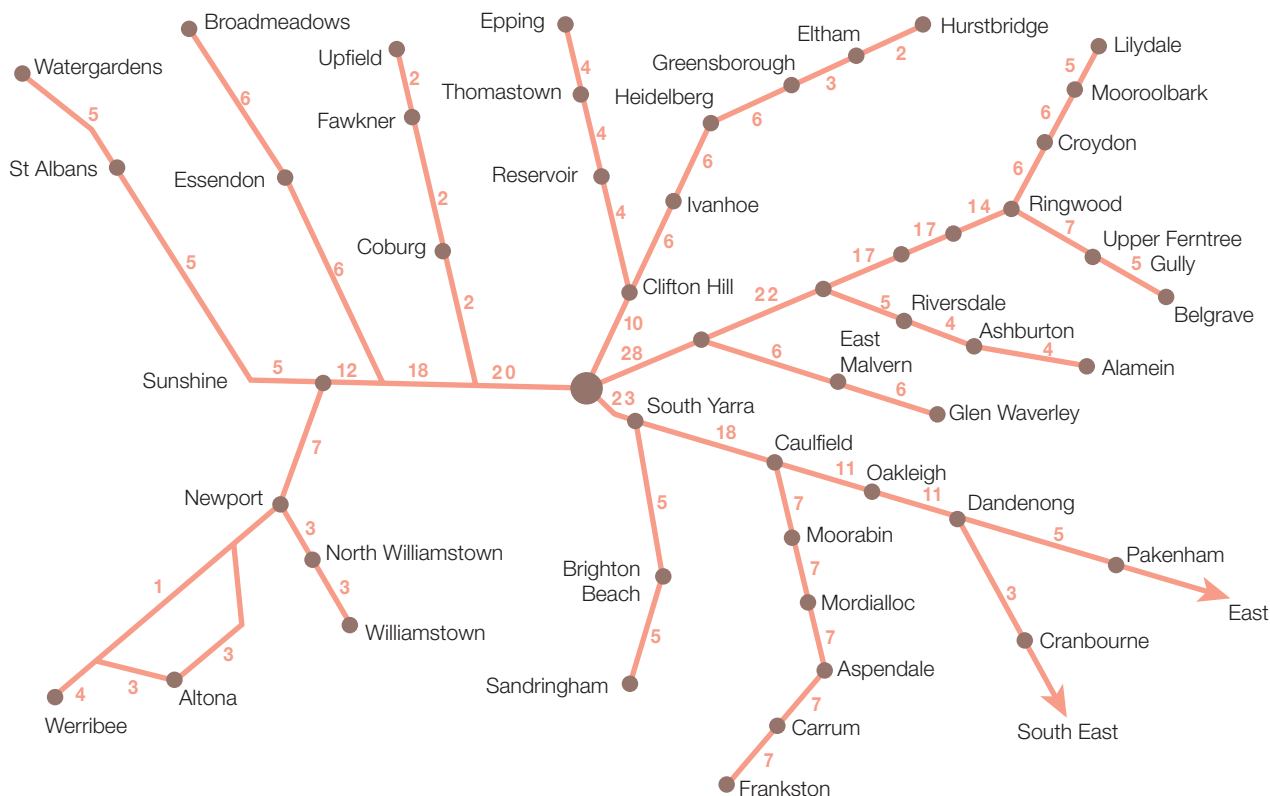 Broadmeadows
Epping
Hurstbridge
Eltham
Lilydale
Upfield
Watergardens
Greensborough
4
2
2
5
3
Thomastown
Mooroolbark
6
Heidelberg
5
Fawkner
6
6
4
Croydon
St Albans
6
Essendon
Reservoir
6
2
Ivanhoe
14
Ringwood
4
17
7
Coburg
6
17
Upper Ferntree
Gully
5
5
6
2
Clifton Hill
22
5
Riversdale
Belgrave
10
4
Ashburton
East
Malvern
28
6
4
Alamein
Sunshine
5
12
18
20
6
23
South Yarra
Glen Waverley
18
7
Caulfield
11
Oakleigh
11
Dandenong
Newport
5
7
3
Moorabin
5
North Williamstown
Pakenham
Brighton
Beach
7
1
3
3
Mordialloc
East
Williamstown
7
Cranbourne
3
5
Aspendale
4
3
Altona
Sandringham
7
Werribee
Carrum
South East
7
Frankston